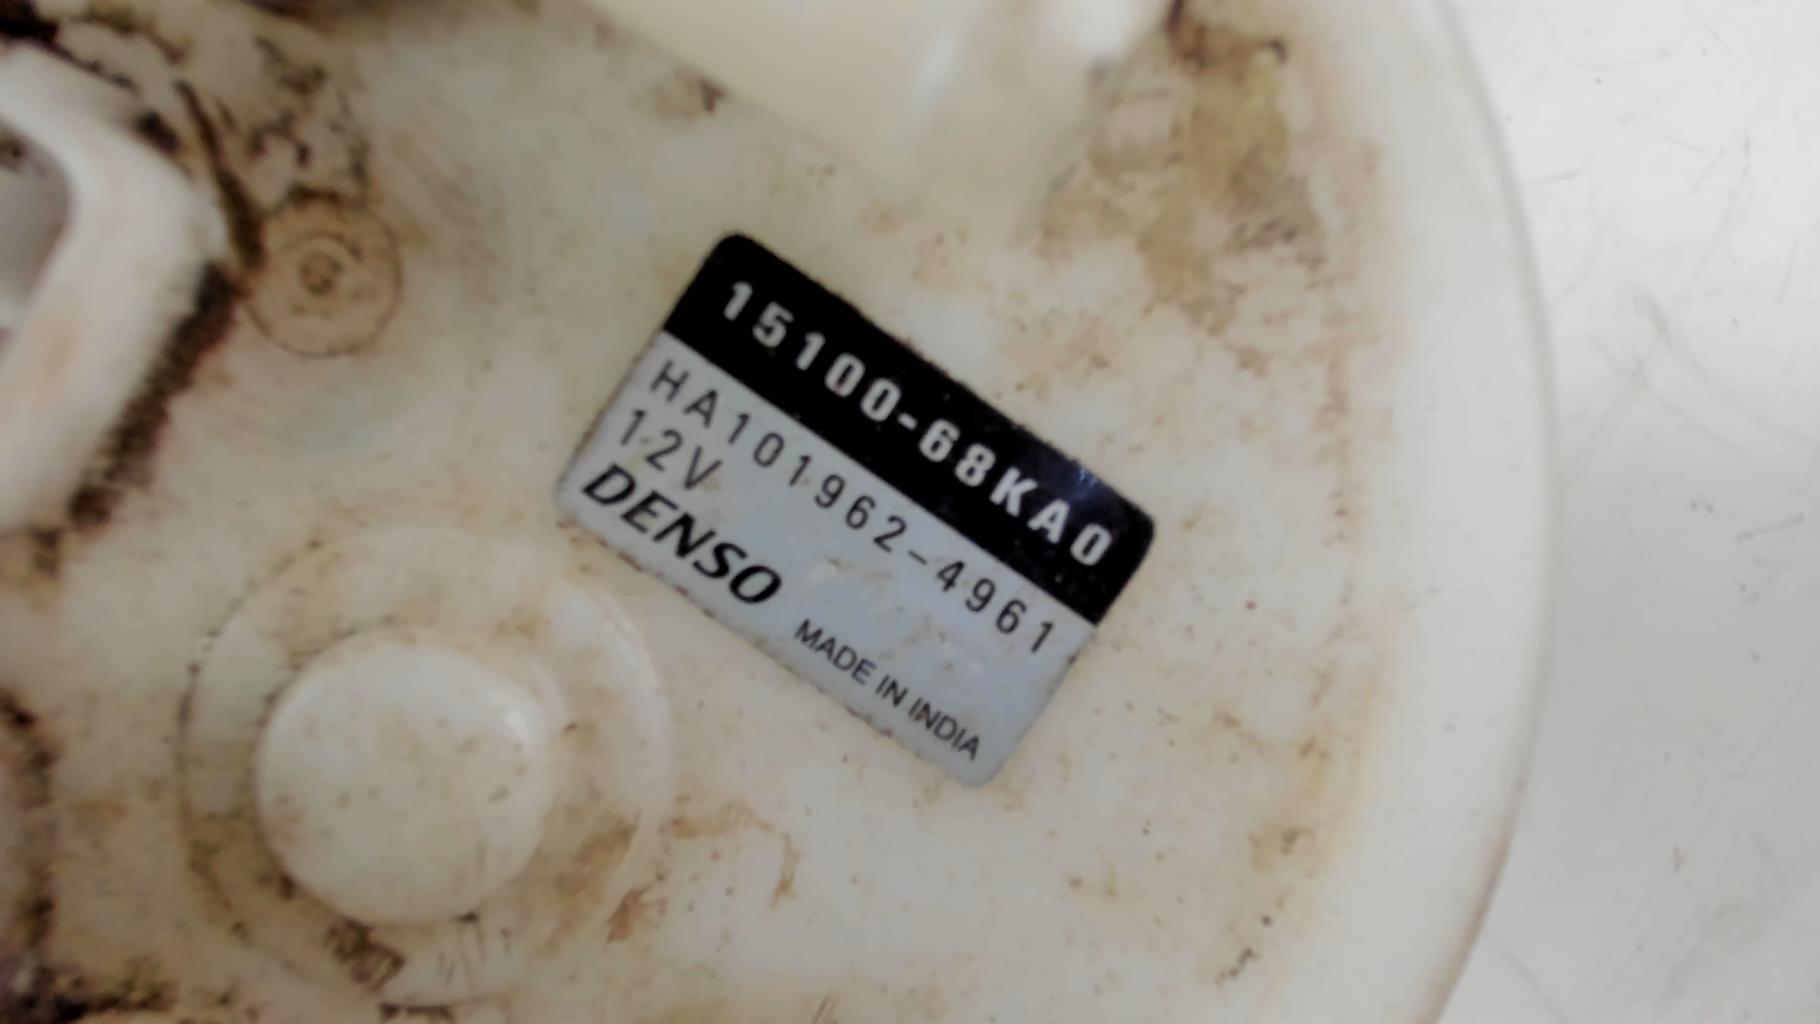 15100-68KA0
HA101962-4961
12V
DENSO
MADE IN INDIA